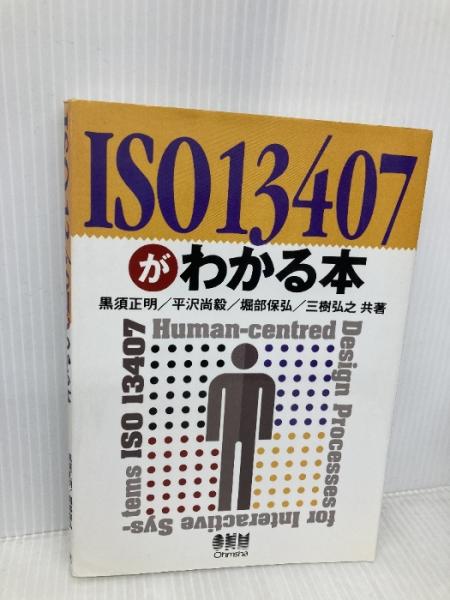 ISO 13407
がわかる本
黒須正明／平沢尚毅／堀部保弘／三樹弘之 共著
Human-centred
Design Processes
for Interactive Sys-
tems ISO 13407
OHM
Ohmsha